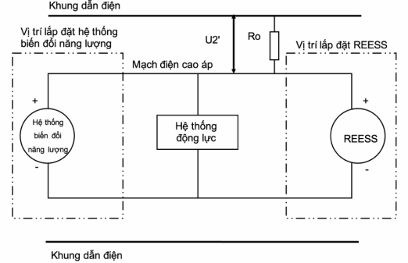 Khung dẫn điện
Vị trí lắp đặt hệ thống
biến đổi năng lượng
U2'
Ro
Vị trí lắp đặt REESS
Mạch điện cao áp
+
Hệ thống
biến đổi
năng lượng
-
Hệ thống
động lực
+
REESS
-
Khung dẫn điện